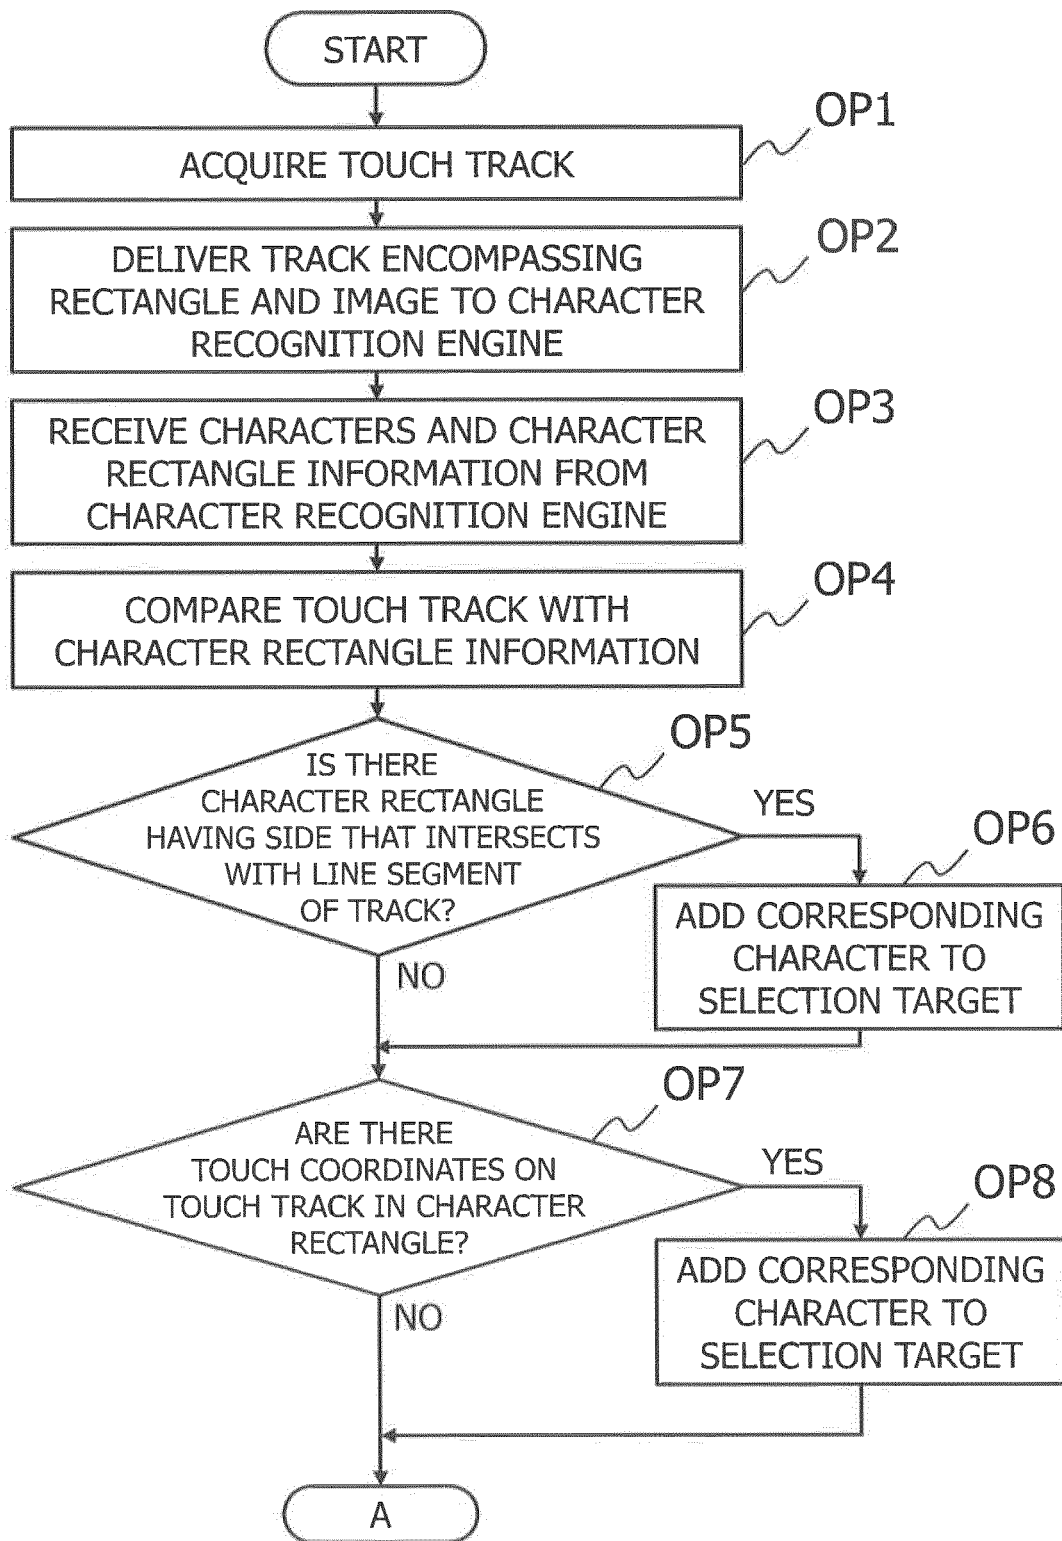 START
OP1
ACQUIRE TOUCH TRACK
OP2
DELIVER TRACK ENCOMPASSING
RECTANGLE AND IMAGE TO CHARACTER
RECOGNITION ENGINE
OP3
RECEIVE CHARACTERS AND CHARACTER
RECTANGLE INFORMATION FROM
CHARACTER RECOGNITION ENGINE
OP4
COMPARE TOUCH TRACK WITH
CHARACTER RECTANGLE INFORMATION
OP5
IS THERE
CHARACTER RECTANGLE
HAVING SIDE THAT INTERSECTS
WITH LINE SEGMENT
OF TRACK?
YES
NO
OP6
ADD CORRESPONDING
CHARACTER TO
SELECTION TARGET
OP7
ARE THERE
TOUCH COORDINATES ON
TOUCH TRACK IN CHARACTER
RECTANGLE?
YES
NO
OP8
ADD CORRESPONDING
CHARACTER TO
SELECTION TARGET
A